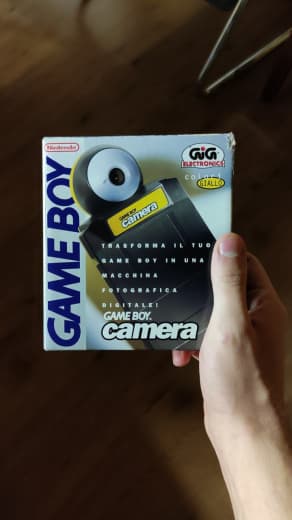 Nintendo
GiG
ELECTRONICS
color:
GIALLO
GAME BOY
GAME BOY
camera
TRASFORMA IL TUO
GAME BOY IN UNA
MACCHINA
FOTOGRAFICA
DIGITALE!
GAME BOY.
camera